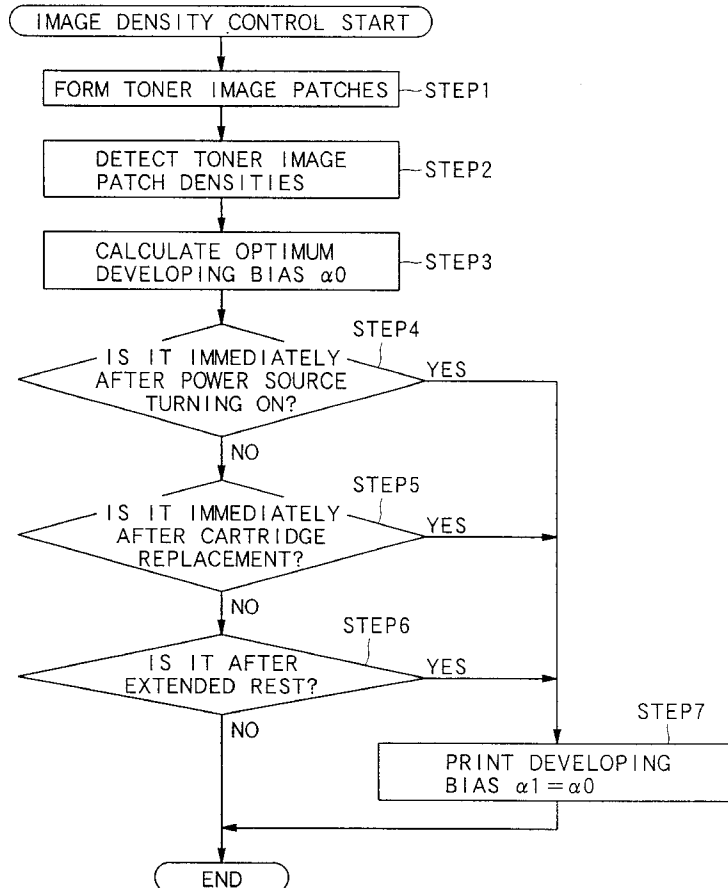 IMAGE DENSITY CONTROL START
FORM TONER IMAGE PATCHES
STEP1
DETECT TONER IMAGE
PATCH DENSITIES
STEP2
CALCULATE OPTIMUM
DEVELOPING BIAS α0
STEP3
STEP4
IS IT IMMEDIATELY
AFTER POWER SOURCE
TURNING ON?
YES
NO
STEP5
IS IT IMMEDIATELY
AFTER CARTRIDGE
REPLACEMENT?
YES
NO
STEP6
IS IT AFTER
EXTENDED REST?
YES
NO
STEP7
PRINT DEVELOPING
BIAS α1=α0
END